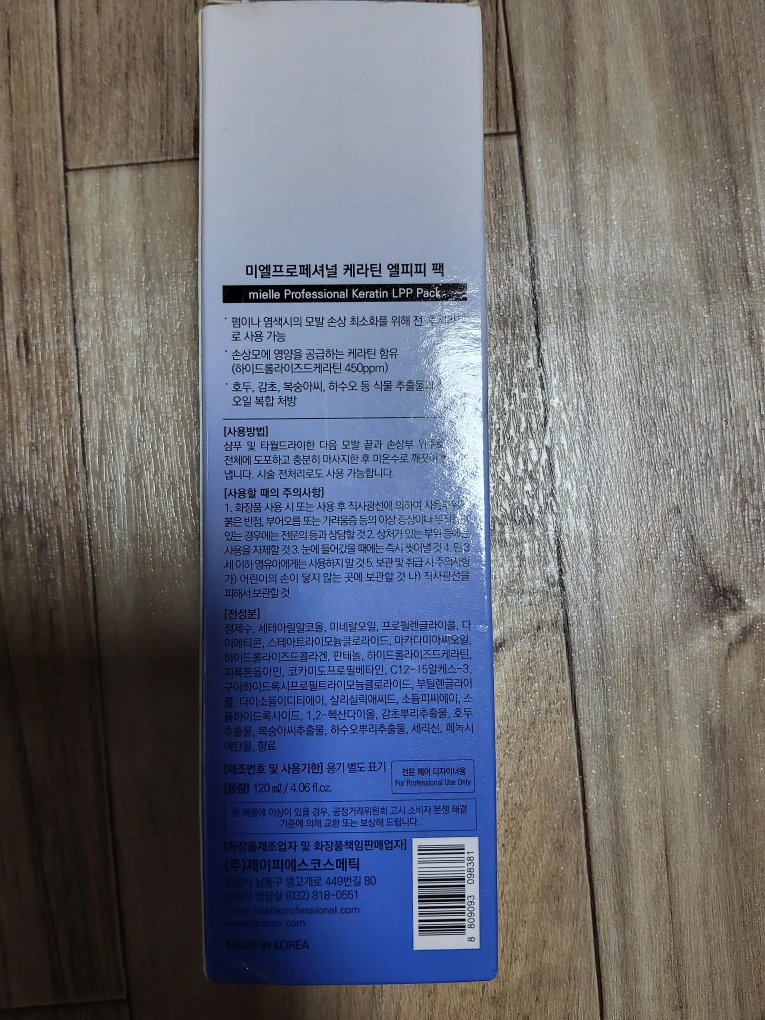 미엘프로페셔널 케라틴 엘피피 팩
mielle Professional Keratin LPP Pack
· 펌이나 염색시의 모발 손상 최소화를 위해 전
로 사용 가능
· 손상모에 영양을 공급하는 케라틴 함유
(하이드롤라이즈드케라틴 450ppm)
· 호두, 감초, 복숭아씨, 하수오 등 식물 추출물과
오일 복합 처방
[사용방법]
샴푸 및 타월드라이한 다음 모발 끝과 손상부 위주로
전체에 도포하고 충분히 마사지한 후 미온수로 깨끗이
냅니다. 시술 전처리로도 사용 가능합니다.
[사용할 때의 주의사항]
1. 화장품 사용 시 또는 사용 후 직사광선에 의하여 사용부위가
붉은 반점, 부어오름 또는 가려움증 등의 이상 증상이나 부작용이
있는 경우에는 전문의 등과 상담할 것 2. 상처가 있는 부위 등에는
사용을 자제할 것 3. 눈에 들어갔을 때에는 즉시 씻어낼 것 4. 만 3
세 이하 영유아에게는 사용하지 말 것 5. 보관 및 취급 시 주의사항
가) 어린이의 손이 닿지 않는 곳에 보관할 것 나) 직사광선을
피해서 보관할 것
[전성분]
정제수, 세테아릴알코올, 미네랄오일, 프로필렌글라이콜, 다
이메티콘, 스테아트라이모늄클로라이드, 마카다미아씨오일,
하이드롤라이즈드콜라겐, 판테놀, 하이드롤라이즈드케라틴,
피록톤올아민, 코카미도프로필베타인, C12-15알케스-3,
구아하이드록시프로필트라이모늄클로라이드, 부틸렌글라이
콜, 다이소듐이디티에이, 살리실릭애씨드, 소듐피씨에이, 소
듐하이드록사이드, 1,2-헥산다이올, 감초뿌리추출물, 호두
추출물, 복숭아씨추출물, 하수오뿌리추출물, 세리신, 페녹시
에탄올, 향료
[제조번호 및 사용기한] 용기 별도 표기
전문 헤어 디자이너용
For Professional Use Only
[용량] 120 ㎖ / 4.06 fl.oz.
본 제품에 이상이 있을 경우, 공정거래위원회 고시 소비자 분쟁 해결
기준에 의해 교환 또는 보상해 드립니다.
[화장품제조업자 및 화장품책임판매업자]
(주)제이피에스코스메틱
인천시 남동구 앵고개로 449번길 80
소비자 상담실 (032) 818-0551
www.mielleprofessional.com
www.jpscos.com
MADE IN KOREA
8 809093 098381